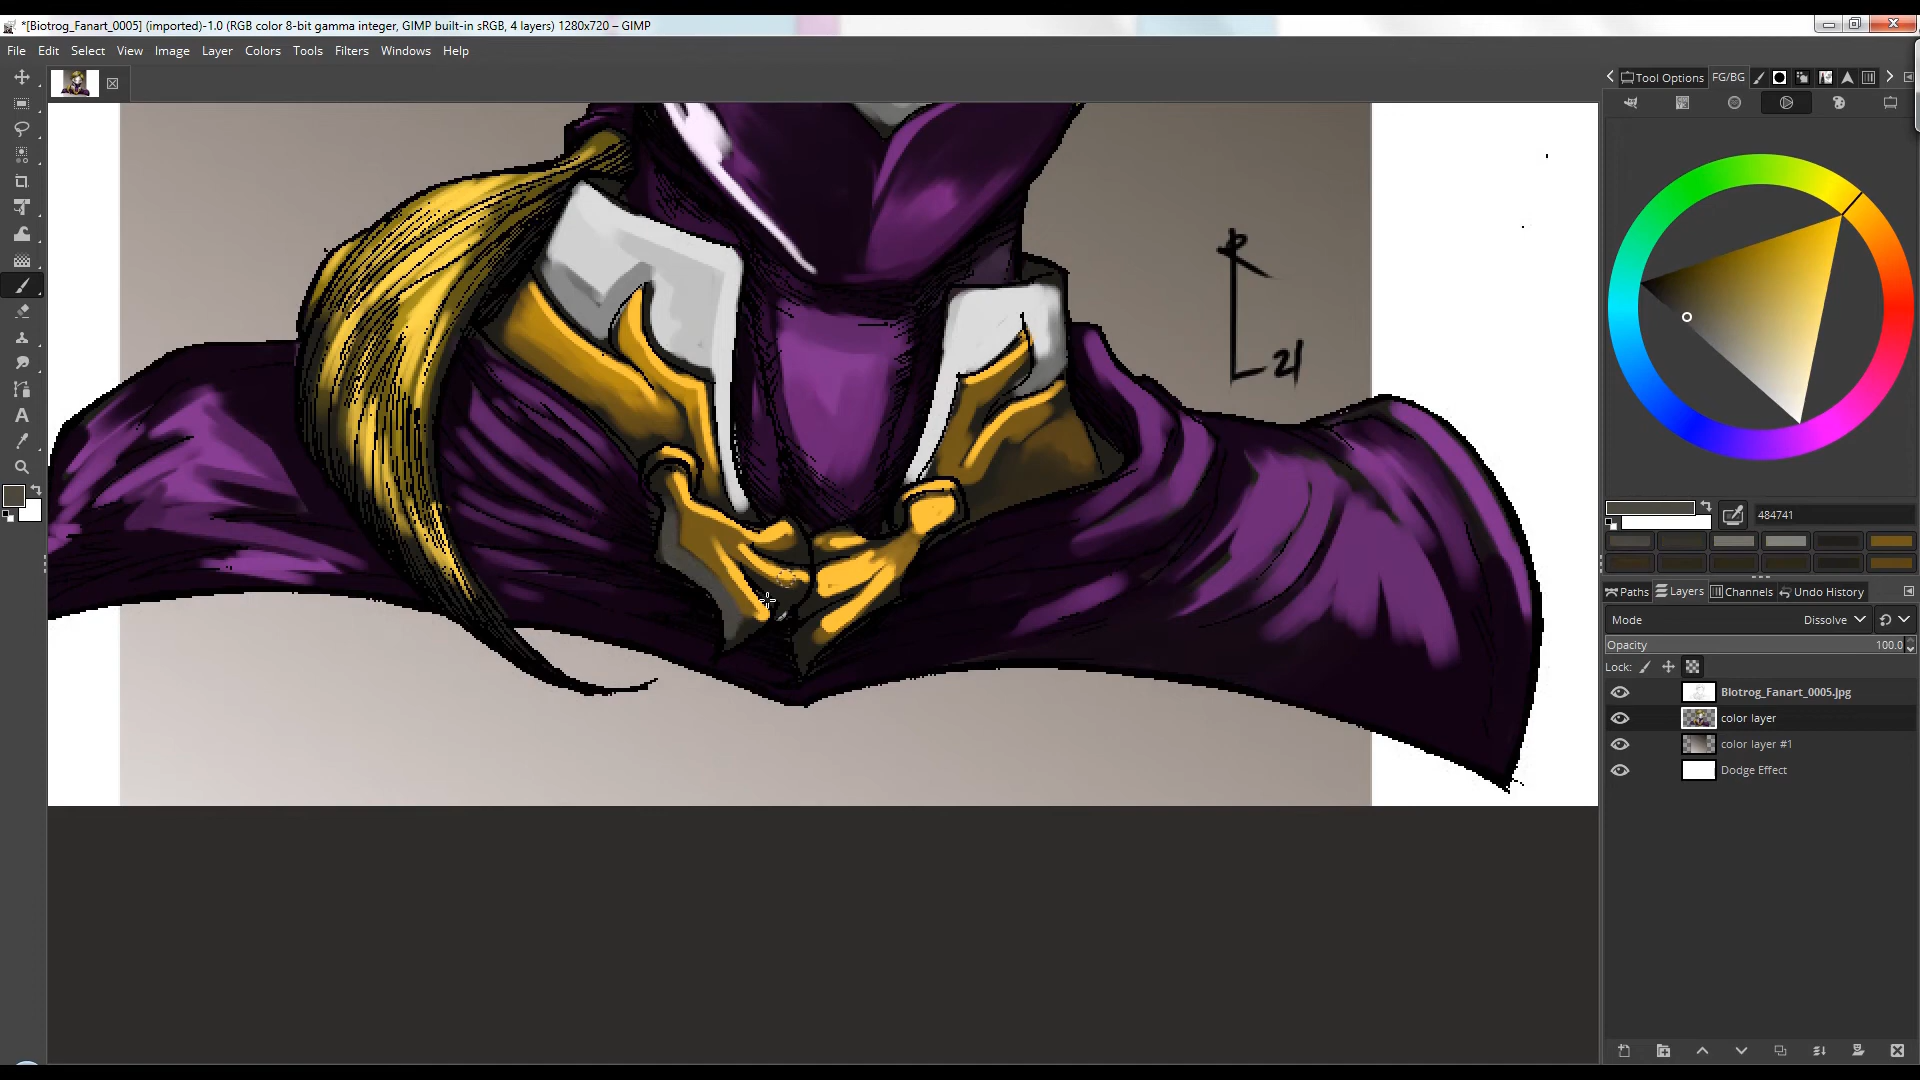 *[Biotrog_Fanart_0005] (imported)-1.0 (RGB color 8-bit gamma integer, GIMP built-in sRGB, 4 layers) 1280x720 – GIMP
File Edit Select View Image Layer Colors Tools Filters Windows Help
Tool Options FG/BG
R
L 21
484741
Paths Layers Channels Undo History
Mode Dissolve
Opacity 100.0
Lock:
Biotrog_Fanart_0005.jpg
color layer
color layer #1
Dodge Effect